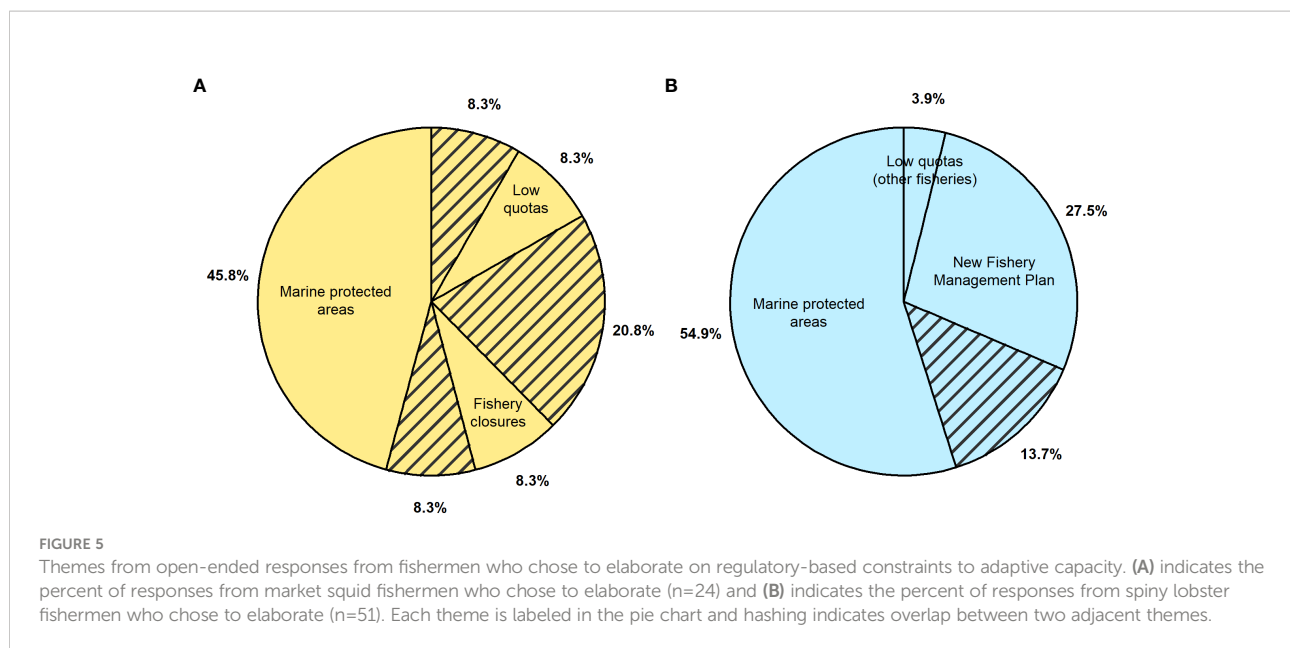 A
B
8.3%
3.9%
8.3%
Low
quotas
Low quotas
(other fisheries)
27.5%
45.8%
Marine protected
areas
20.8%
54.9%
Marine protected
areas
New Fishery
Management Plan
Fishery
closures
8.3%
8.3%
13.7%
FIGURE 5
Themes from open-ended responses from fishermen who chose to elaborate on regulatory-based constraints to adaptive capacity. (A) indicates the
percent of responses from market squid fishermen who chose to elaborate (n=24) and (B) indicates the percent of responses from spiny lobster
fishermen who chose to elaborate (n=51). Each theme is labeled in the pie chart and hashing indicates overlap between two adjacent themes.